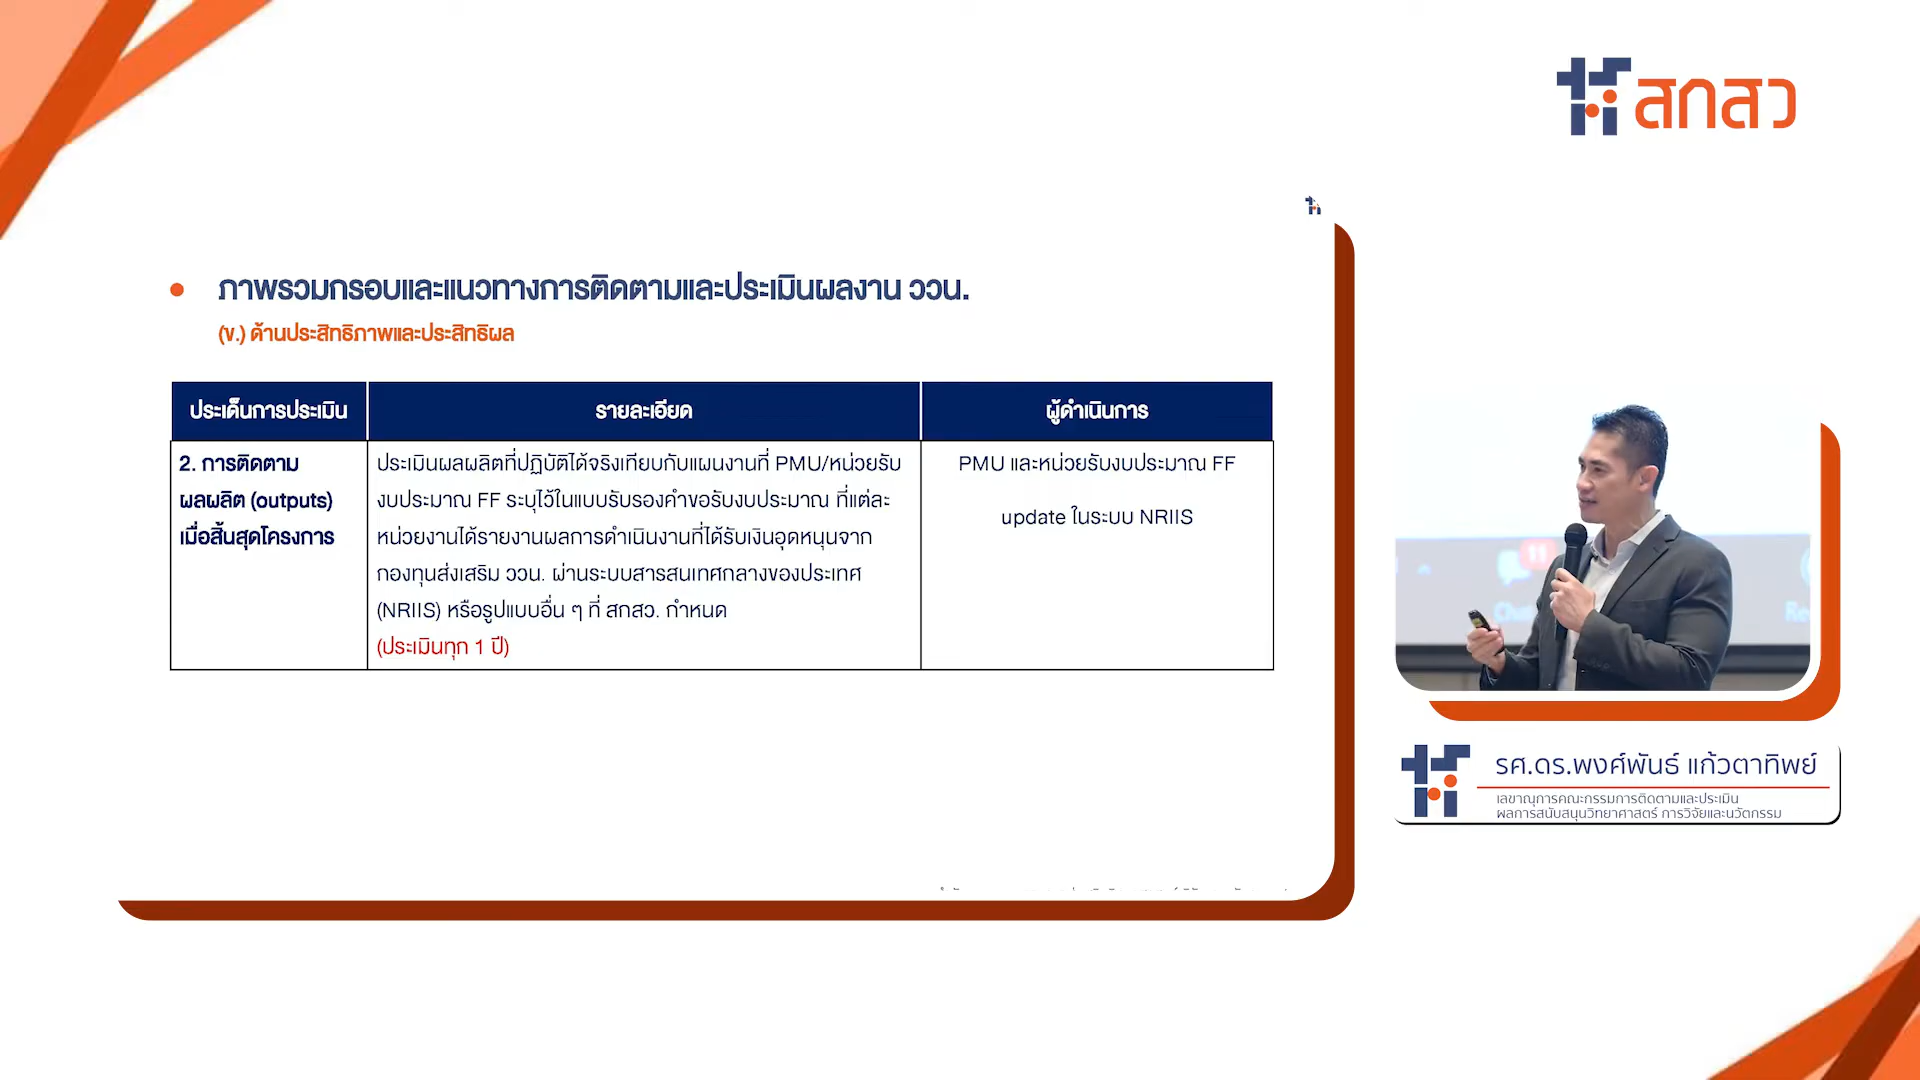 สกสว
ภาพรวมกรอบและแนวทางการติดตามและประเมินผลงาน ววน.
(ข.) ด้านประสิทธิภาพและประสิทธิผล
ประเด็นการประเมิน
รายละเอียด
ผู้ดำเนินการ
2. การติดตาม
ผลผลิต (outputs)
เมื่อสิ้นสุดโครงการ
ประเมินผลผลิตที่ปฏิบัติได้จริงเทียบกับแผนงานที่ PMU/หน่วยรับ
งบประมาณ FF ระบุไว้ในแบบรับรองคำขอรับงบประมาณ ที่แต่ละ
หน่วยงานได้รายงานผลการดำเนินงานที่ได้รับเงินอุดหนุนจาก
กองทุนส่งเสริม ววน. ผ่านระบบสารสนเทศกลางของประเทศ
(NRIIS) หรือรูปแบบอื่น ๆ ที่ สกสว. กำหนด
(ประเมินทุก 1 ปี)
PMU และหน่วยรับงบประมาณ FF
update ในระบบ NRIIS
11
รศ.ดร.พงศ์พันธ์ แก้วตาทิพย์
เลขาณุการคณะกรรมการติดตามและประเมิน
ผลการสนับสนุนวิทยาศาสตร์ การวิจัยและนวัตกรรม